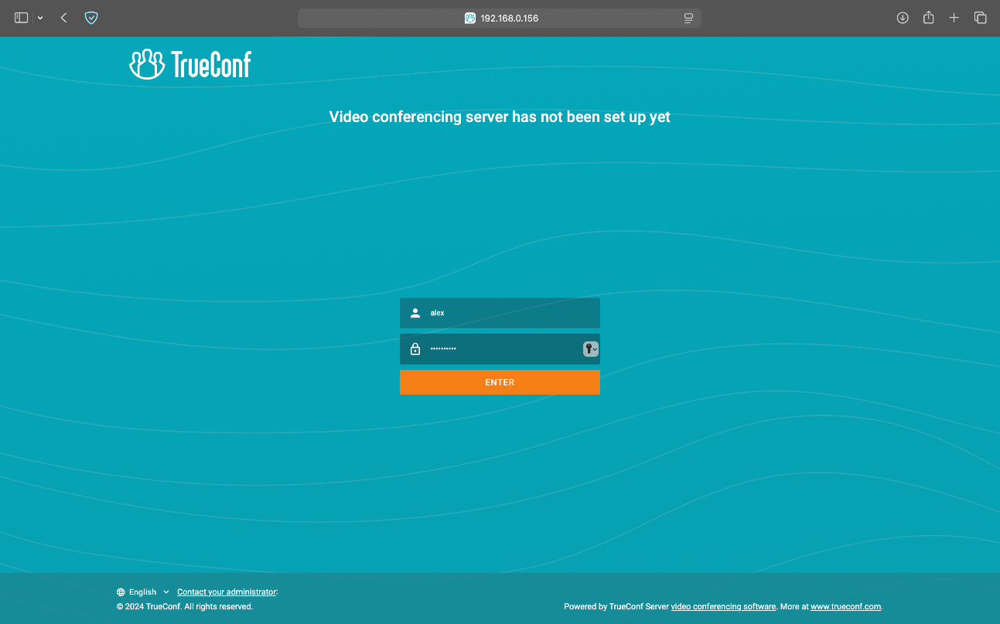 192.168.0.156
TrueConf
Video conferencing server has not been set up yet
alex
••••••••••
ENTER
English Contact your administrator:
© 2024 TrueConf. All rights reserved.
Powered by TrueConf Server video conferencing software. More at www.trueconf.com.